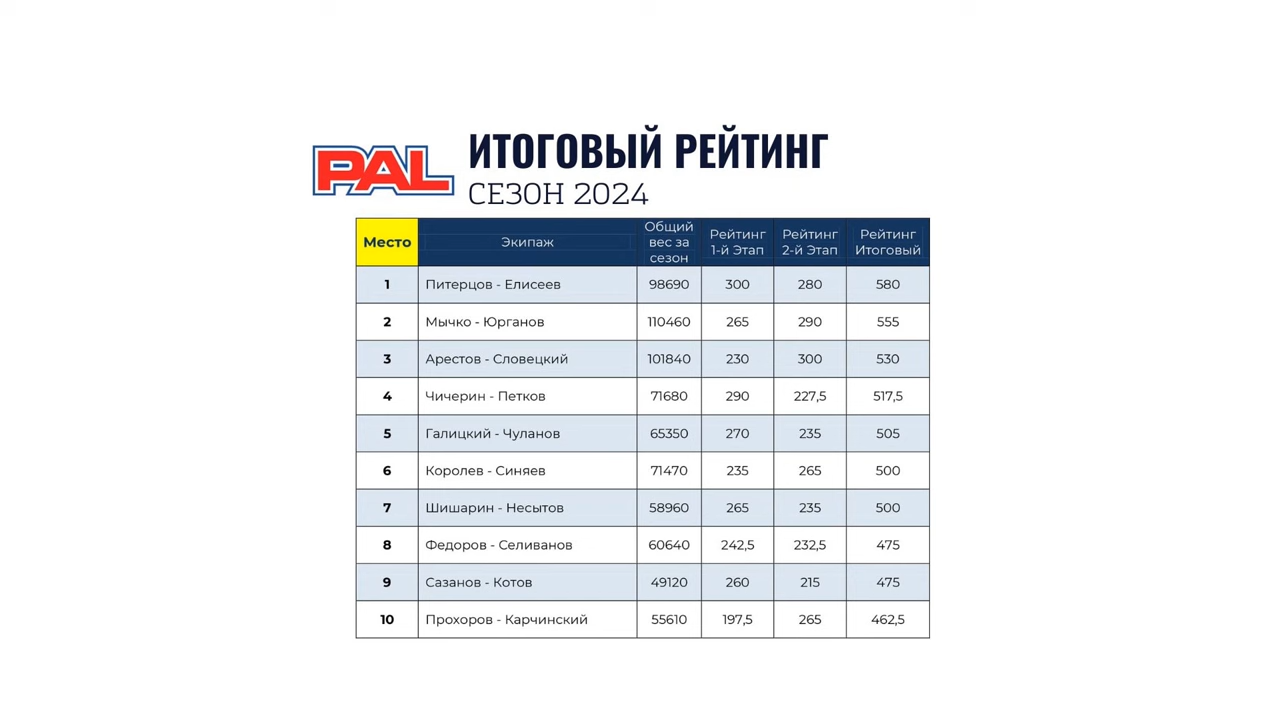 PAL
ИТОГОВЫЙ РЕЙТИНГ
СЕЗОН 2024
Место Экипаж Общий вес за сезон Рейтинг 1-й Этап Рейтинг 2-й Этап Рейтинг Итоговый
1 Питерцов - Елисеев 98690 300 280 580
2 Мычко - Юрганов 110460 265 290 555
3 Арестов - Словецкий 101840 230 300 530
4 Чичерин - Петков 71680 290 227,5 517,5
5 Галицкий - Чуланов 65350 270 235 505
6 Королев - Синяев 71470 235 265 500
7 Шишарин - Несытов 58960 265 235 500
8 Федоров - Селиванов 60640 242,5 232,5 475
9 Сазанов - Котов 49120 260 215 475
10 Прохоров - Карчинский 55610 197,5 265 462,5